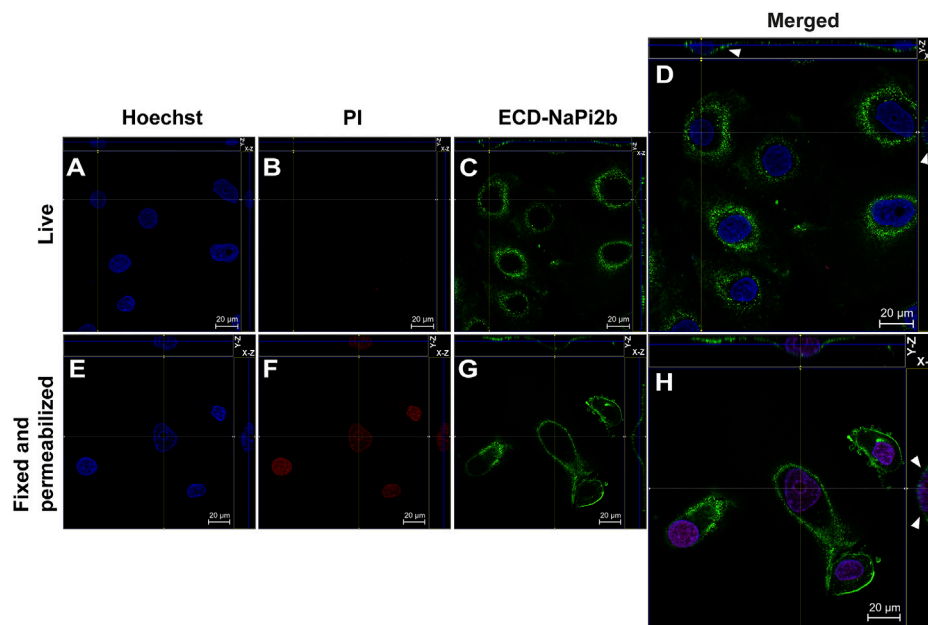 Merged
Y-Z
X
D
Hoechst
PI
ECD-NaPi2b
Live
A
Y-Z
X-Z
B
Y-Z
X-Z
C
Y-Z
X-Z
20 µm
20 µm
20 µm
20 µm
Fixed and
permeabilized
E
Y-Z
X-Z
F
Y-Z
X-Z
G
Y-Z
X-Z
H
Y-Z
X-
20 µm
20 µm
20 µm
20 µm